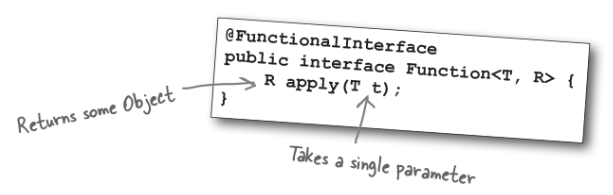 @FunctionalInterface
public interface Function<T, R> {
R apply(T t);
}
Returns some Object
Takes a single parameter